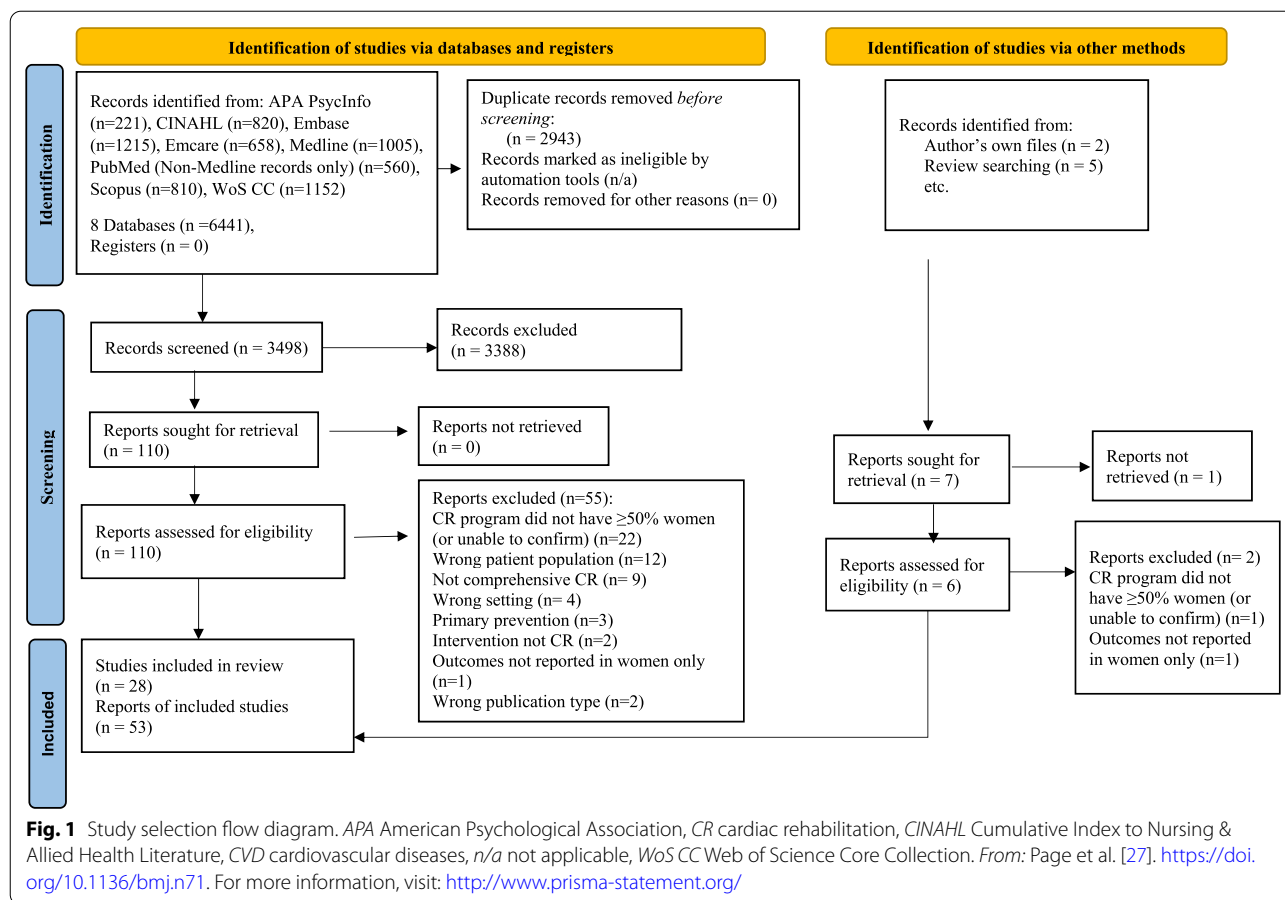 Identification of studies via databases and registers
Identification of studies via other methods
Identification
Records identified from: APA PsycInfo
(n=221), CINAHL (n=820), Embase
(n=1215), Emcare (n=658), Medline (n=1005),
PubMed (Non-Medline records only) (n=560),
Scopus (n=810), WoS CC (n=1152)
8 Databases (n =6441),
Registers (n = 0)
Duplicate records removed before
screening:
(n = 2943)
Records marked as ineligible by
automation tools (n/a)
Records removed for other reasons (n= 0)
Records identified from:
Author's own files (n = 2)
Review searching (n = 5)
etc.
Screening
Records screened (n = 3498)
Records excluded
(n = 3388)
Reports sought for retrieval
(n = 110)
Reports not retrieved
(n = 0)
Reports sought for
retrieval (n = 7)
Reports not
retrieved (n = 1)
Reports assessed for eligibility
(n = 110)
Reports excluded (n=55):
CR program did not have ≥50% women
(or unable to confirm) (n=22)
Wrong patient population (n=12)
Not comprehensive CR (n= 9)
Wrong setting (n= 4)
Primary prevention (n=3)
Intervention not CR (n=2)
Outcomes not reported in women only
(n=1)
Wrong publication type (n=2)
Reports assessed for
eligibility (n = 6)
Reports excluded (n= 2)
CR program did not
have ≥50% women (or
unable to confirm) (n=1)
Outcomes not reported
in women only (n=1)
Included
Studies included in review
(n = 28)
Reports of included studies
(n = 53)
Fig. 1 Study selection flow diagram. APA American Psychological Association, CR cardiac rehabilitation, CINAHL Cumulative Index to Nursing &
Allied Health Literature, CVD cardiovascular diseases, n/a not applicable, WoS CC Web of Science Core Collection. From: Page et al. [27]. https://doi.
org/10.1136/bmj.n71. For more information, visit: http://www.prisma-statement.org/